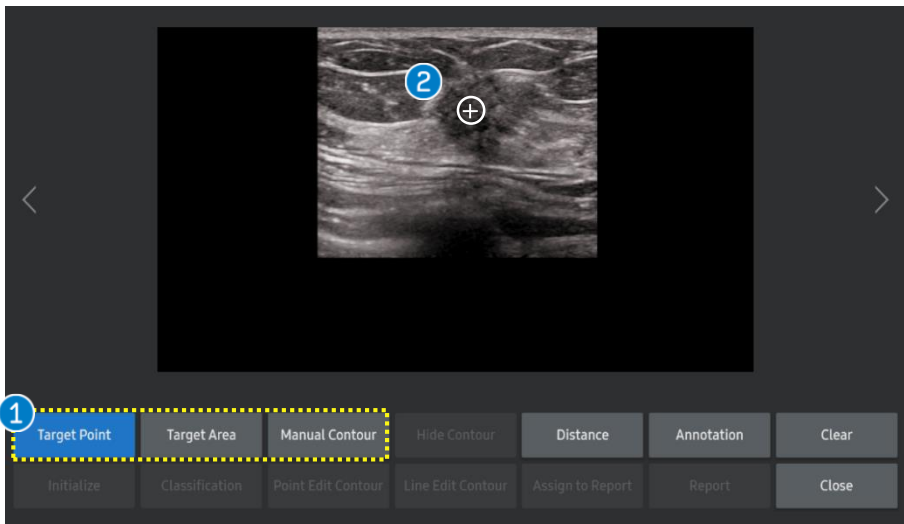 2
1
Target Point Target Area Manual Contour Hide Contour Distance Annotation Clear
Initialize Classification Point Edit Contour Line Edit Contour Assign to Report Report Close